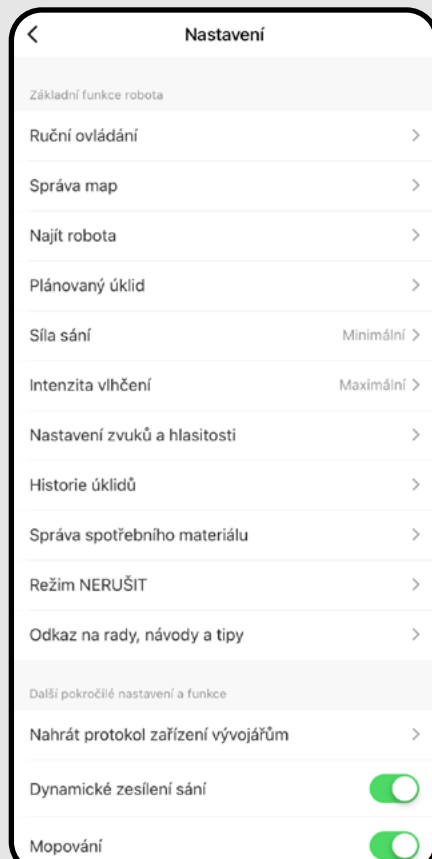 Nastavení
Základní funkce robota
Ruční ovládání
Správa map
Najít robota
Plánovaný úklid
Síla sání Minimální
Intenzita vlhčení Maximální
Nastavení zvuků a hlasitosti
Historie úklidů
Správa spotřebního materiálu
Režim NERUŠIT
Odkaz na rady, návody a tipy
Další pokročilé nastavení a funkce
Nahrát protokol zařízení vývojářům
Dynamické zesílení sání
Mopování